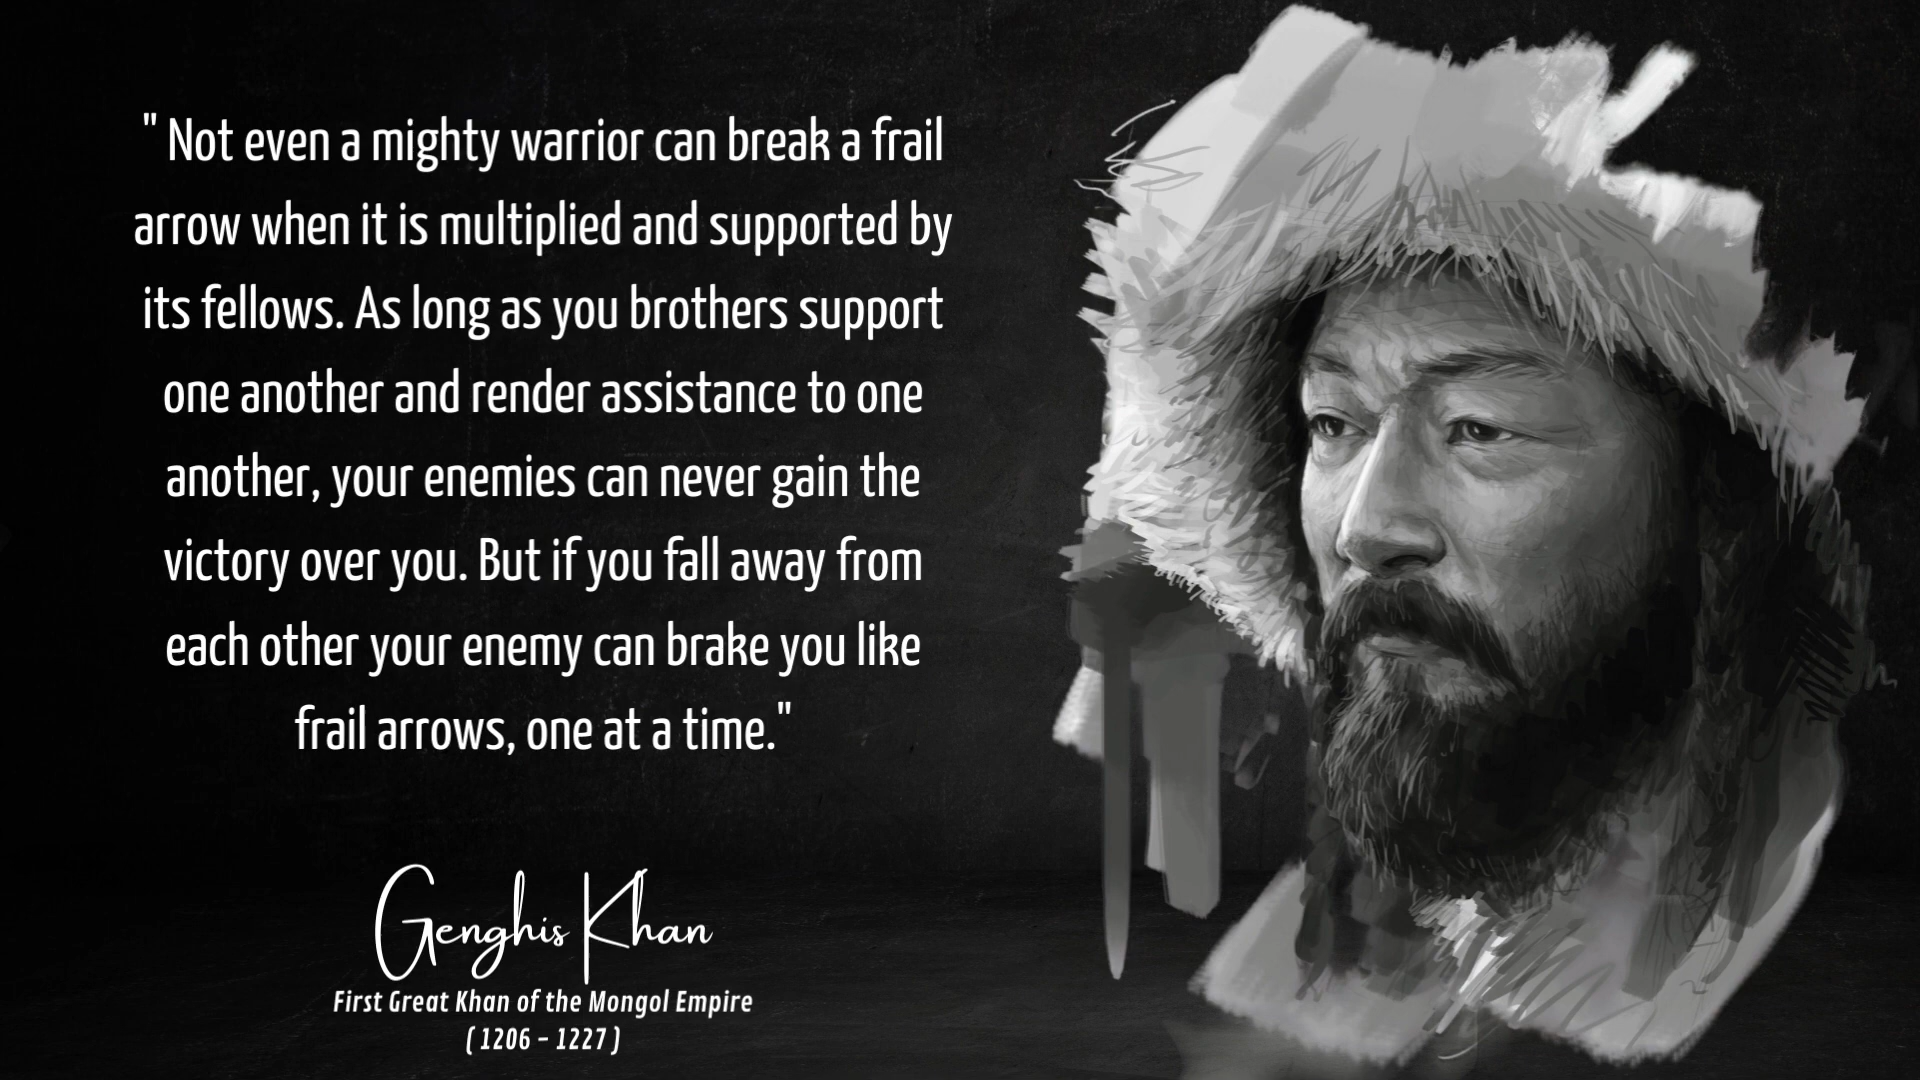 " Not even a mighty warrior can break a frail
arrow when it is multiplied and supported by
its fellows. As long as you brothers support
one another and render assistance to one
another, your enemies can never gain the
victory over you. But if you fall away from
each other your enemy can brake you like
frail arrows, one at a time."
Genghis Khan
First Great Khan of the Mongol Empire
( 1206 – 1227 )